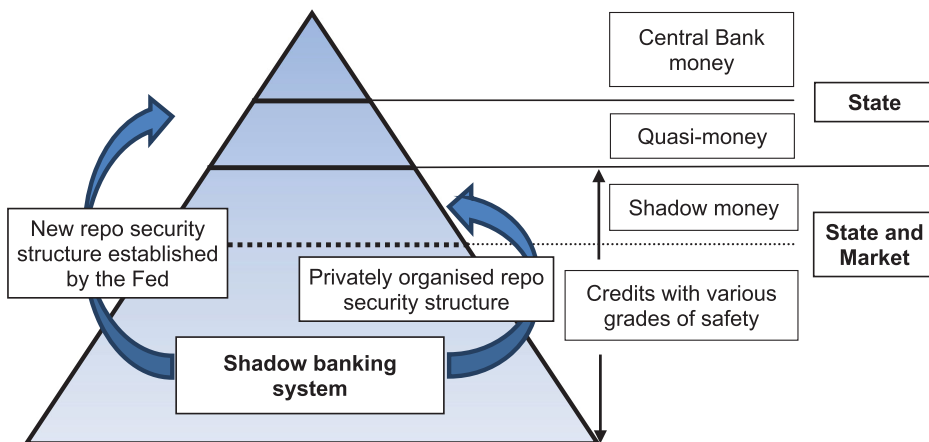 Central Bank
money
State
Quasi-money
Shadow money
New repo security
structure established
by the Fed
State and
Market
Privately organised repo
security structure
Credits with various
grades of safety
Shadow banking
system